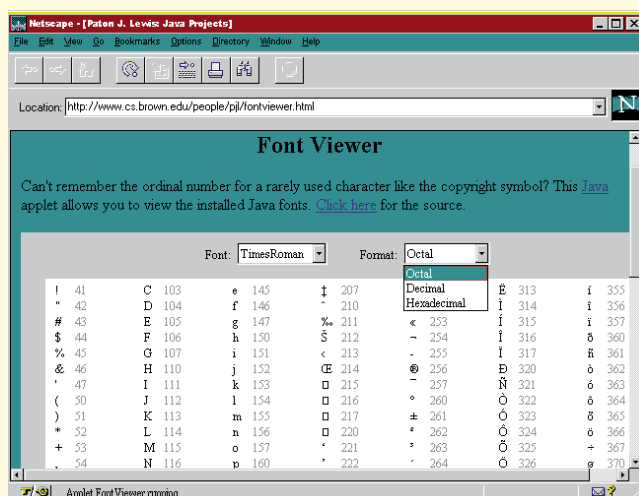 Netscape - [Paton J. Lewis: Java Projects]
File Edit View Go Bookmarks Options Directory Window Help
Location: http://www.cs.brown.edu/people/pjl/fontviewer.html
N
Font Viewer
Can't remember the ordinal number for a rarely used character like the copyright symbol? This Java
applet allows you to view the installed Java fonts. Click here for the source.
Font: TimesRoman Format: Octal
Octal
Decimal
Hexadecimal
! 41 C 103 e 145 ‡ 207 Ë 313 í 355
" 42 D 104 f 146 ˆ 210 Ì 314 î 356
# 43 E 105 g 147 ‰ 211 « 253 Í 315 ï 357
$ 44 F 106 h 150 Š 212 ¬ 254 Î 316 ð 360
% 45 G 107 i 151 ‹ 213 - 255 Ï 317 ñ 361
& 46 H 110 j 152 Œ 214 ® 256 Ð 320 ò 362
' 47 I 111 k 153 215 ¯ 257 Ñ 321 ó 363
( 50 J 112 l 154 216 ° 260 Ò 322 ô 364
) 51 K 113 m 155 217 ± 261 Ó 323 õ 365
* 52 L 114 n 156 220 ² 262 Ô 324 ö 366
+ 53 M 115 o 157 ‘ 221 ³ 263 Õ 325 ÷ 367
, 54 N 116 p 160 ’ 222 ´ 264 Ö 326 ø 370
Applet FontViewer running